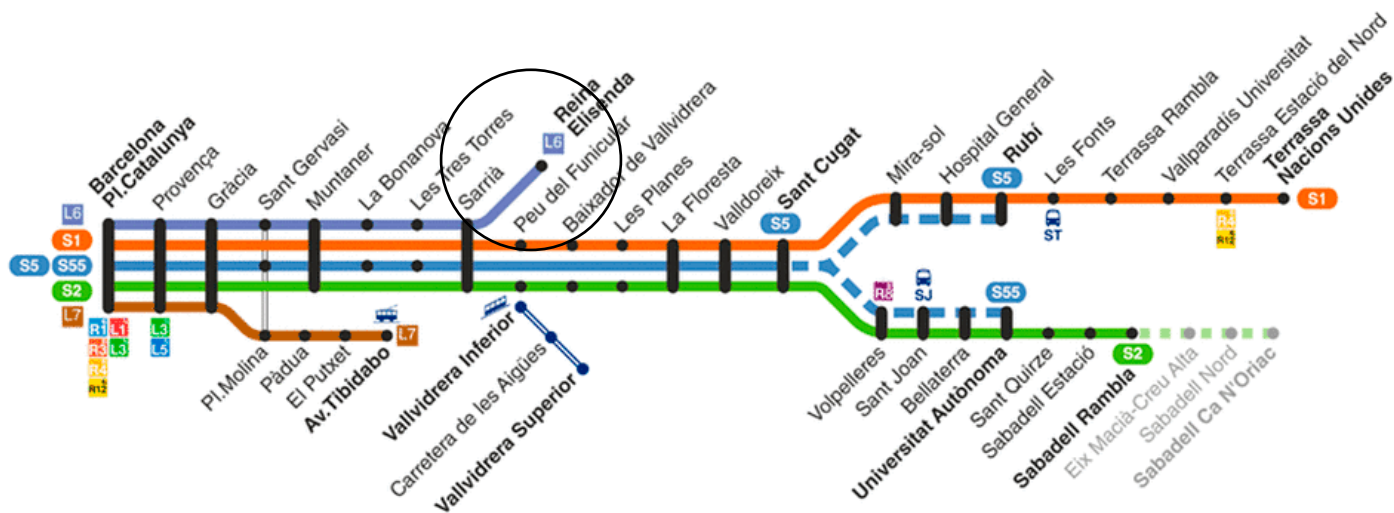 Barcelona
Pl.Catalunya
Provença
Gràcia
Sant Gervasi
Muntaner
La Bonanova
Les Tres Torres
Sarrià
Reina
Elisenda
L6
Peu del Funicular
Baixador de Vallvidrera
Les Planes
La Floresta
Valldoreix
Sant Cugat
S5
Mira-sol
Hospital General
Rubí
S5
Les Fonts
Terrassa Rambla
Vallparadís Universitat
Terrassa Estació del Nord
Terrassa
Nacions Unides
L6
S1
S5 S55
S2
L7
S1
ST
R4
R12
R1 L1 L3
R3 L3 L5
R4
R12
L7
Pl.Molina
Pàdua
El Putxet
Av.Tibidabo
Vallvidrera Inferior
Carretera de les Aigües
Vallvidrera Superior
R8
SJ
S55
S2
Volpelleres
Sant Joan
Bellaterra
Universitat Autònoma
Sant Quirze
Sabadell Estació
Sabadell Rambla
Eix Macià-Creu Alta
Sabadell Nord
Sabadell Ca N'Oriac